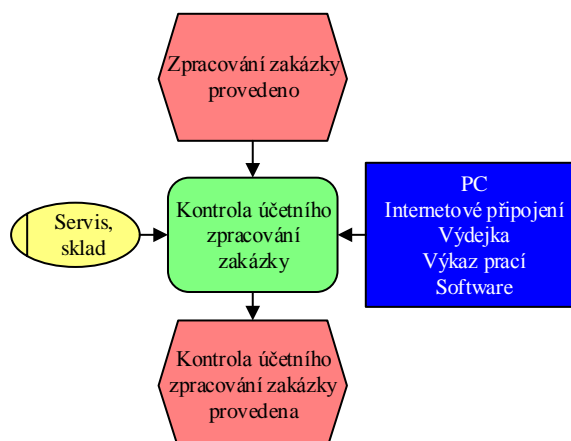 Zpracování zakázky
provedeno
Servis,
sklad
Kontrola účetního
zpracování
zakázky
PC
Internetové připojení
Výdejka
Výkaz prací
Software
Kontrola účetního
zpracování zakázky
provedena